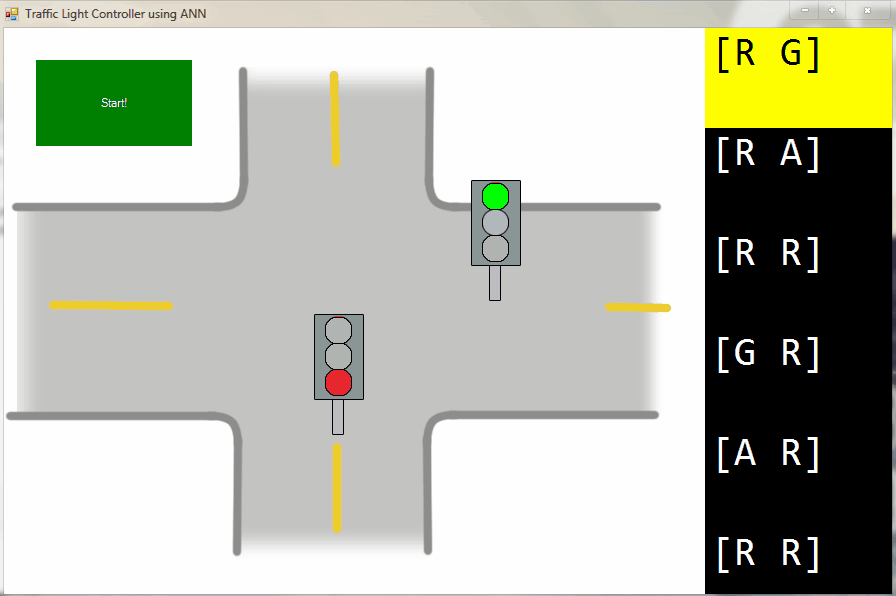 Traffic Light Controller using ANN
Start!
[R G]
[R A]
[R R]
[G R]
[A R]
[R R]